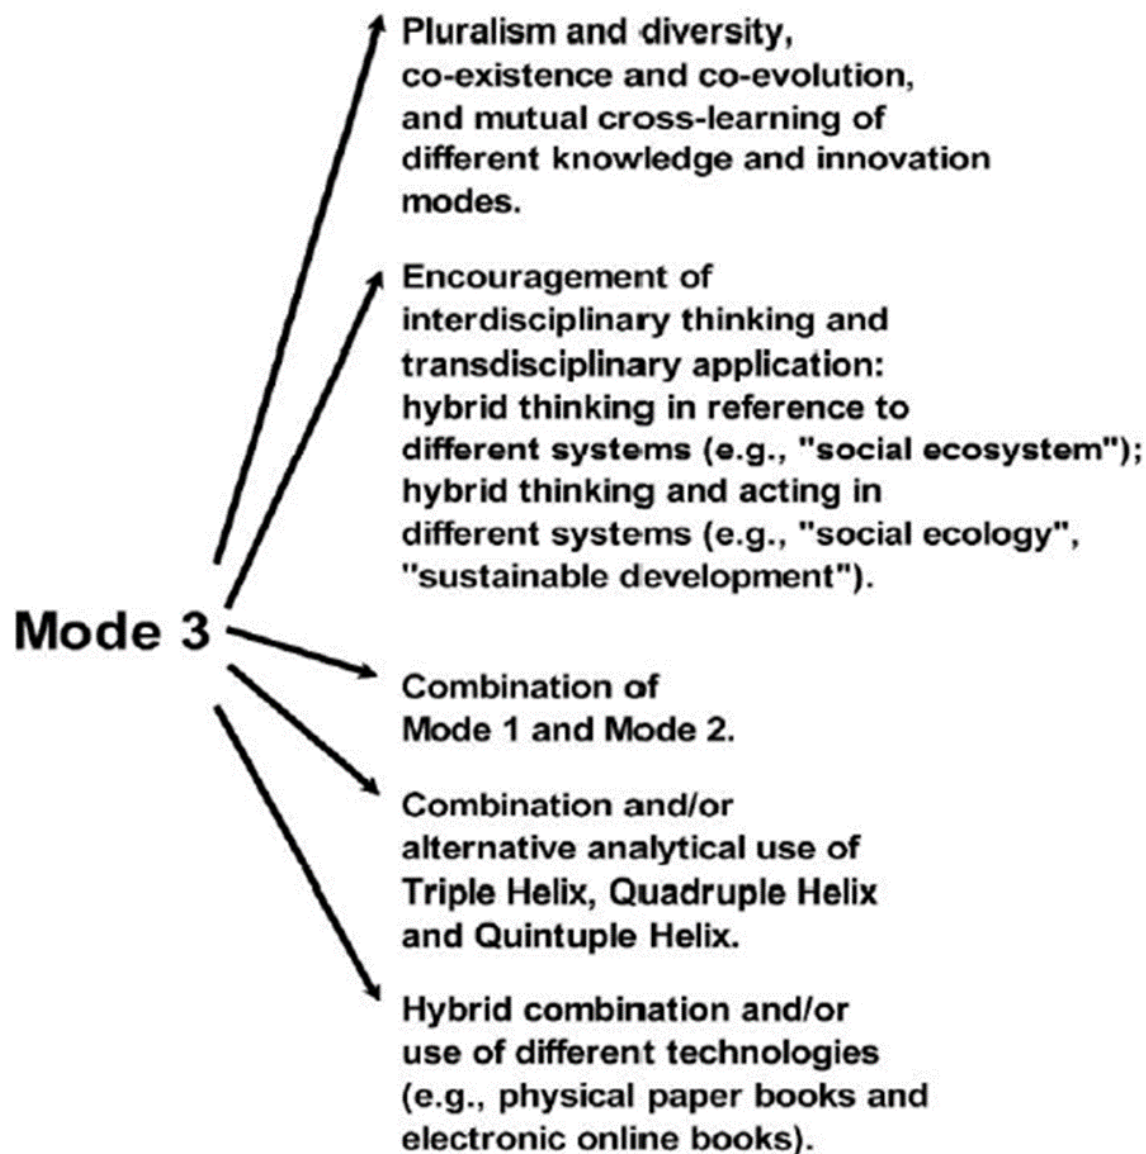 Pluralism and diversity,
co-existence and co-evolution,
and mutual cross-learning of
different knowledge and innovation
modes.
Encouragement of
interdisciplinary thinking and
transdisciplinary application:
hybrid thinking in reference to
different systems (e.g., "social ecosystem");
hybrid thinking and acting in
different systems (e.g., "social ecology",
"sustainable development").
Mode 3
Combination of
Mode 1 and Mode 2.
Combination and/or
alternative analytical use of
Triple Helix, Quadruple Helix
and Quintuple Helix.
Hybrid combination and/or
use of different technologies
(e.g., physical paper books and
electronic online books).